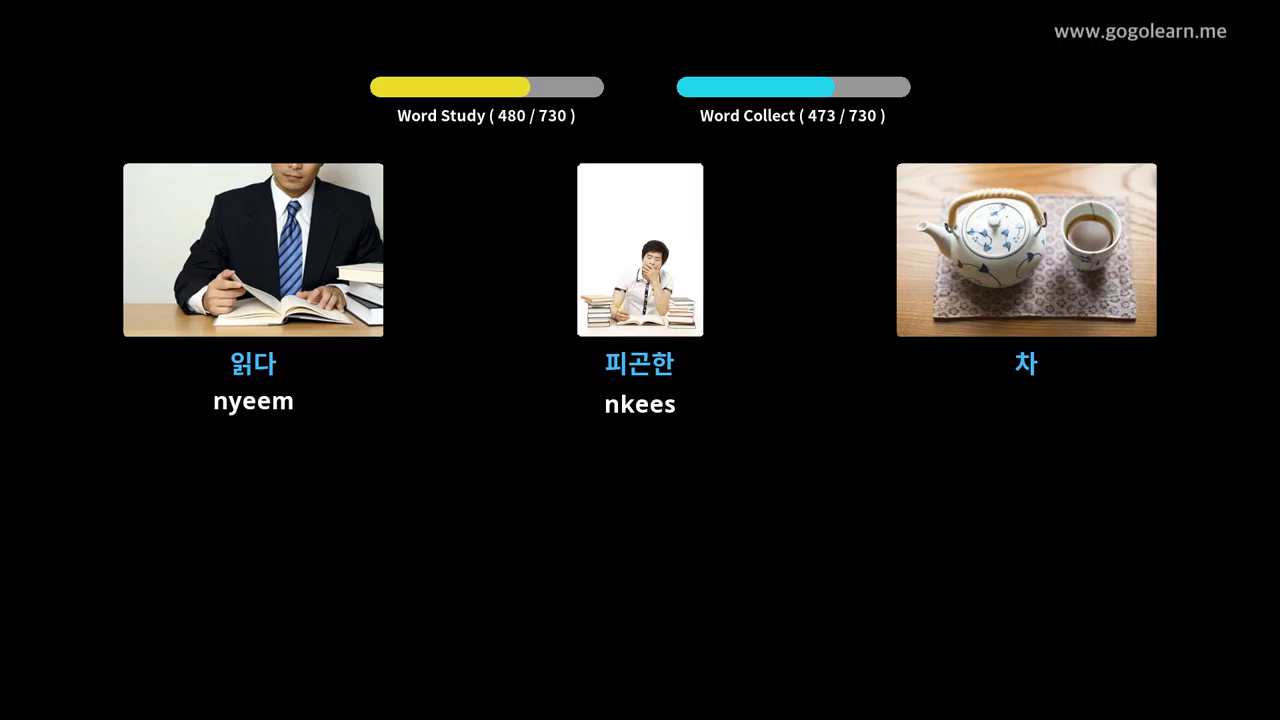 www.gogolearn.me
Word Study ( 480 / 730 )
Word Collect ( 473 / 730 )
읽다
피곤한
차
nyeem
nkees